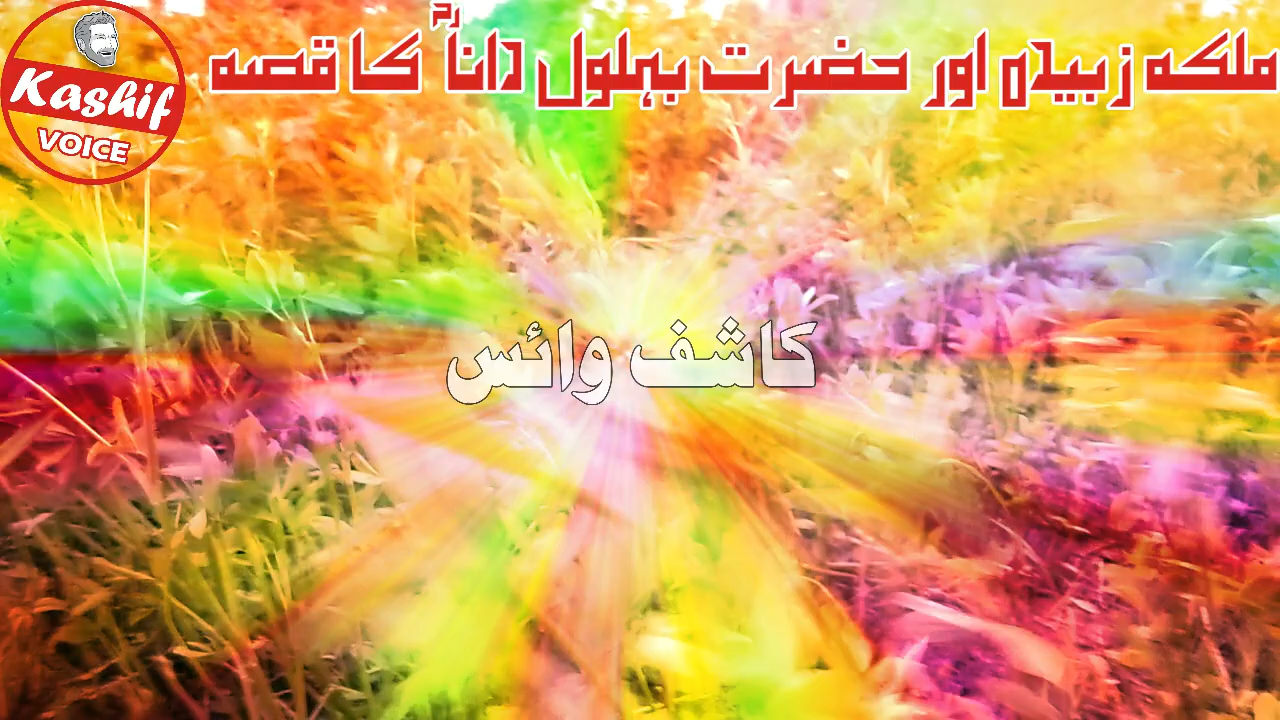 ملکہ زبیدہ اور حضرت بہلول داناؒ کا قصہ
Kashif
VOICE
کاشف وائس